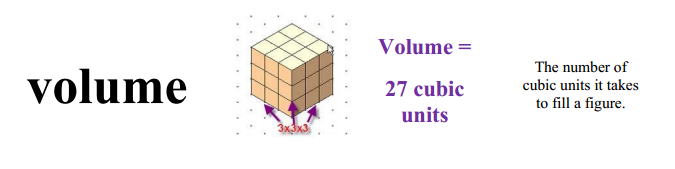 volume
3x3x3
Volume =
27 cubic
units
The number of
cubic units it takes
to fill a figure.